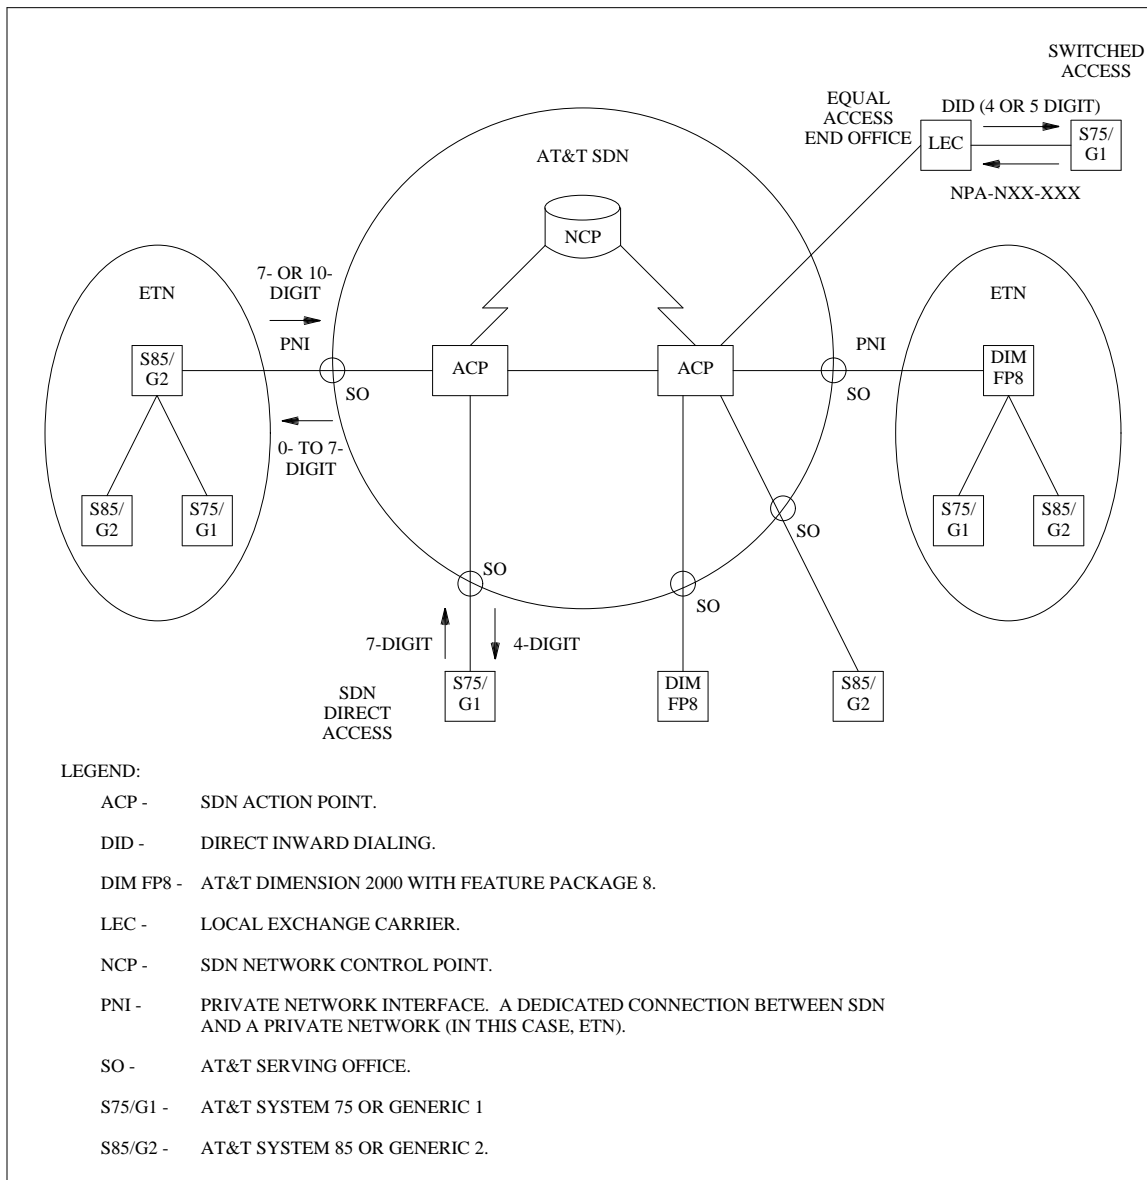 SWITCHED
ACCESS
EQUAL
ACCESS
END OFFICE
DID (4 OR 5 DIGIT)
LEC
S75/
G1
NPA-NXX-XXX
AT&T SDN
NCP
7- OR 10-
DIGIT
ETN
ETN
PNI
PNI
S85/
G2
ACP
ACP
DIM
FP8
SO
SO
0- TO 7-
DIGIT
S85/
G2
S75/
G1
S75/
G1
S85/
G2
SO
SO
SO
7-DIGIT
4-DIGIT
SDN
DIRECT
ACCESS
S75/
G1
DIM
FP8
S85/
G2
LEGEND:
ACP - SDN ACTION POINT.
DID - DIRECT INWARD DIALING.
DIM FP8 - AT&T DIMENSION 2000 WITH FEATURE PACKAGE 8.
LEC - LOCAL EXCHANGE CARRIER.
NCP - SDN NETWORK CONTROL POINT.
PNI - PRIVATE NETWORK INTERFACE. A DEDICATED CONNECTION BETWEEN SDN
AND A PRIVATE NETWORK (IN THIS CASE, ETN).
SO - AT&T SERVING OFFICE.
S75/G1 - AT&T SYSTEM 75 OR GENERIC 1
S85/G2 - AT&T SYSTEM 85 OR GENERIC 2.